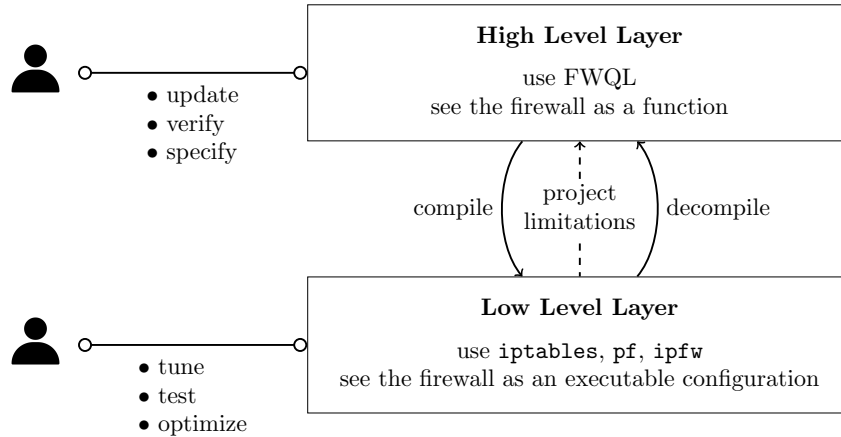 High Level Layer
use FWQL
see the firewall as a function
• update
• verify
• specify
compile
project
limitations
decompile
Low Level Layer
use iptables, pf, ipfw
see the firewall as an executable configuration
• tune
• test
• optimize